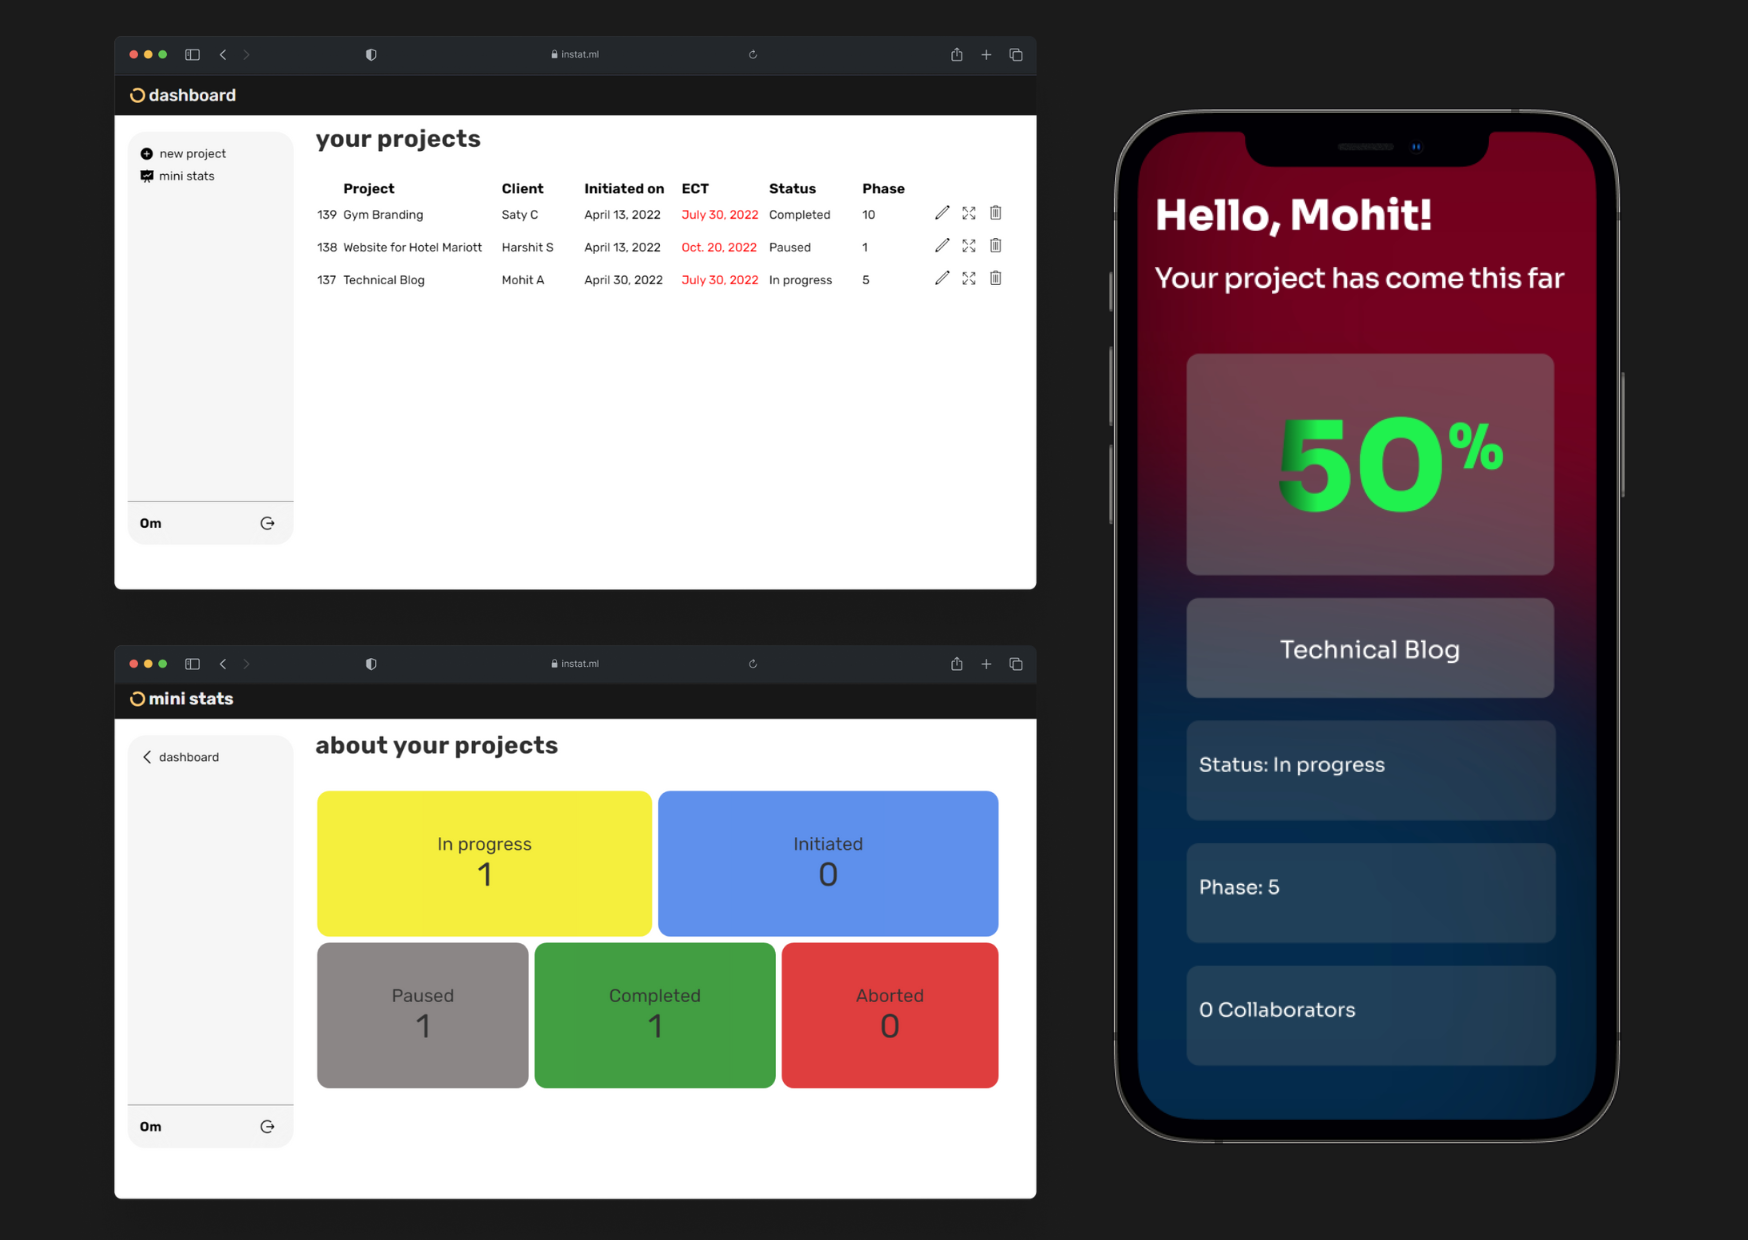 instat.ml
dashboard
new project
mini stats
your projects
Project Client Initiated on ECT Status Phase
139 Gym Branding Saty C April 13, 2022 July 30, 2022 Completed 10
138 Website for Hotel Mariott Harshit S April 13, 2022 Oct. 20, 2022 Paused 1
137 Technical Blog Mohit A April 30, 2022 July 30, 2022 In progress 5
Om
instat.ml
mini stats
dashboard
about your projects
In progress
1
Initiated
0
Paused
1
Completed
1
Aborted
0
Om
Hello, Mohit!
Your project has come this far
50%
Technical Blog
Status: In progress
Phase: 5
0 Collaborators